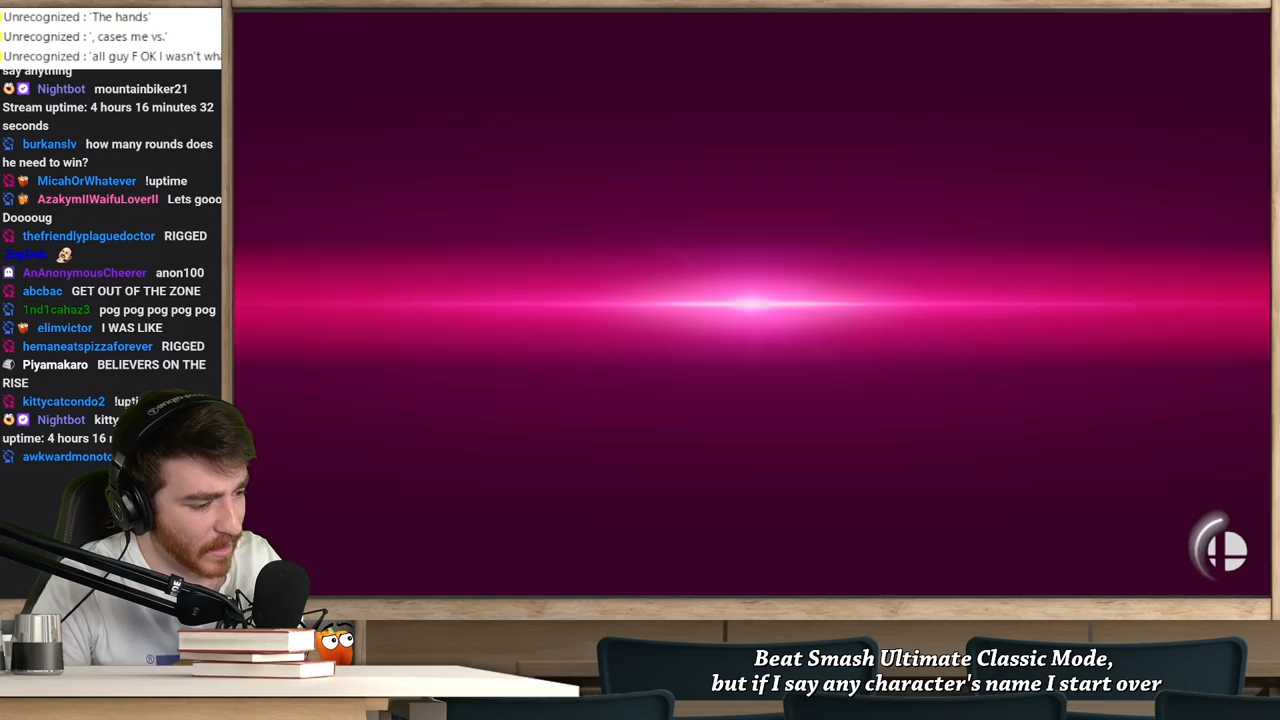 Unrecognized : 'The hands'
Unrecognized : ', cases me vs.'
Unrecognized : 'all guy F OK I wasn't wh
say anything
Nightbot mountainbiker21
Stream uptime: 4 hours 16 minutes 32
seconds
burkanslv how many rounds does
he need to win?
MicahOrWhatever !uptime
AzakymIIWaifuLoverII Lets gooo
Dooooug
thefriendlyplaguedoctor RIGGED
AnAnonymousCheerer anon100
abcbac GET OUT OF THE ZONE
1nd1cahaz3 pog pog pog pog pog
elimvictor I WAS LIKE
hemaneatspizzaforever RIGGED
Piyamakaro BELIEVERS ON THE
RISE
kittycatcondo2 !upti
Nightbot kitty
uptime: 4 hours 16
awkwardmonoto
Beat Smash Ultimate Classic Mode,
but if I say any character's name I start over